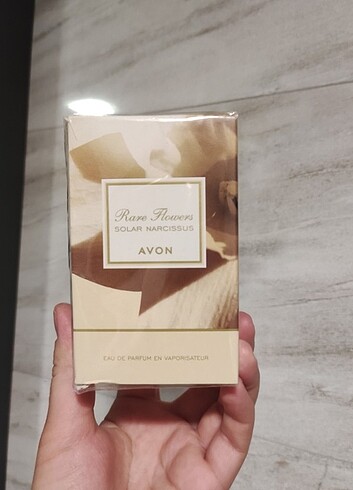 Rare Flowers
SOLAR NARCISSUS
AVON
EAU DE PARFUM EN VAPORISATEUR